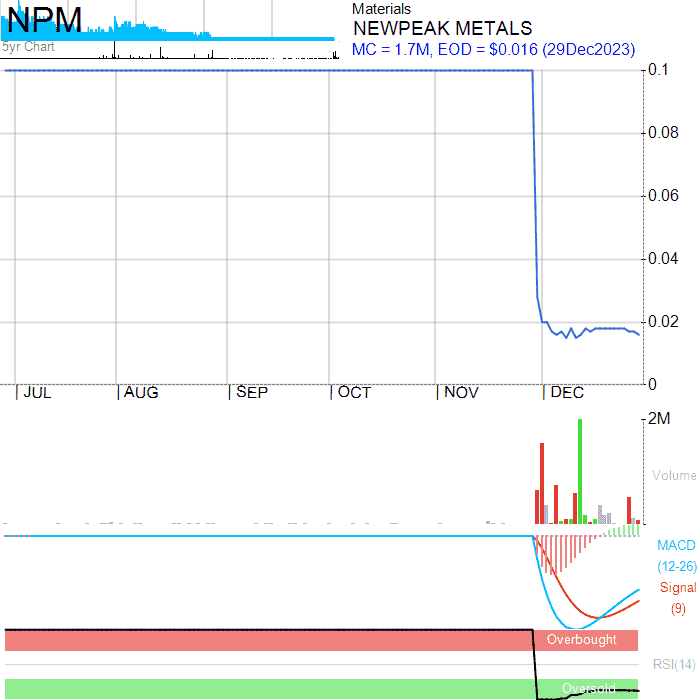 NPM
5yr Chart
Materials
NEWPEAK METALS
MC = 1.7M, EOD = $0.016 (29Dec2023)
0.1
0.08
0.06
0.04
0.02
0
JUL AUG SEP OCT NOV DEC
2M
Volume
MACD
(12-26)
Signal
(9)
Overbought
RSI(14)
Oversold